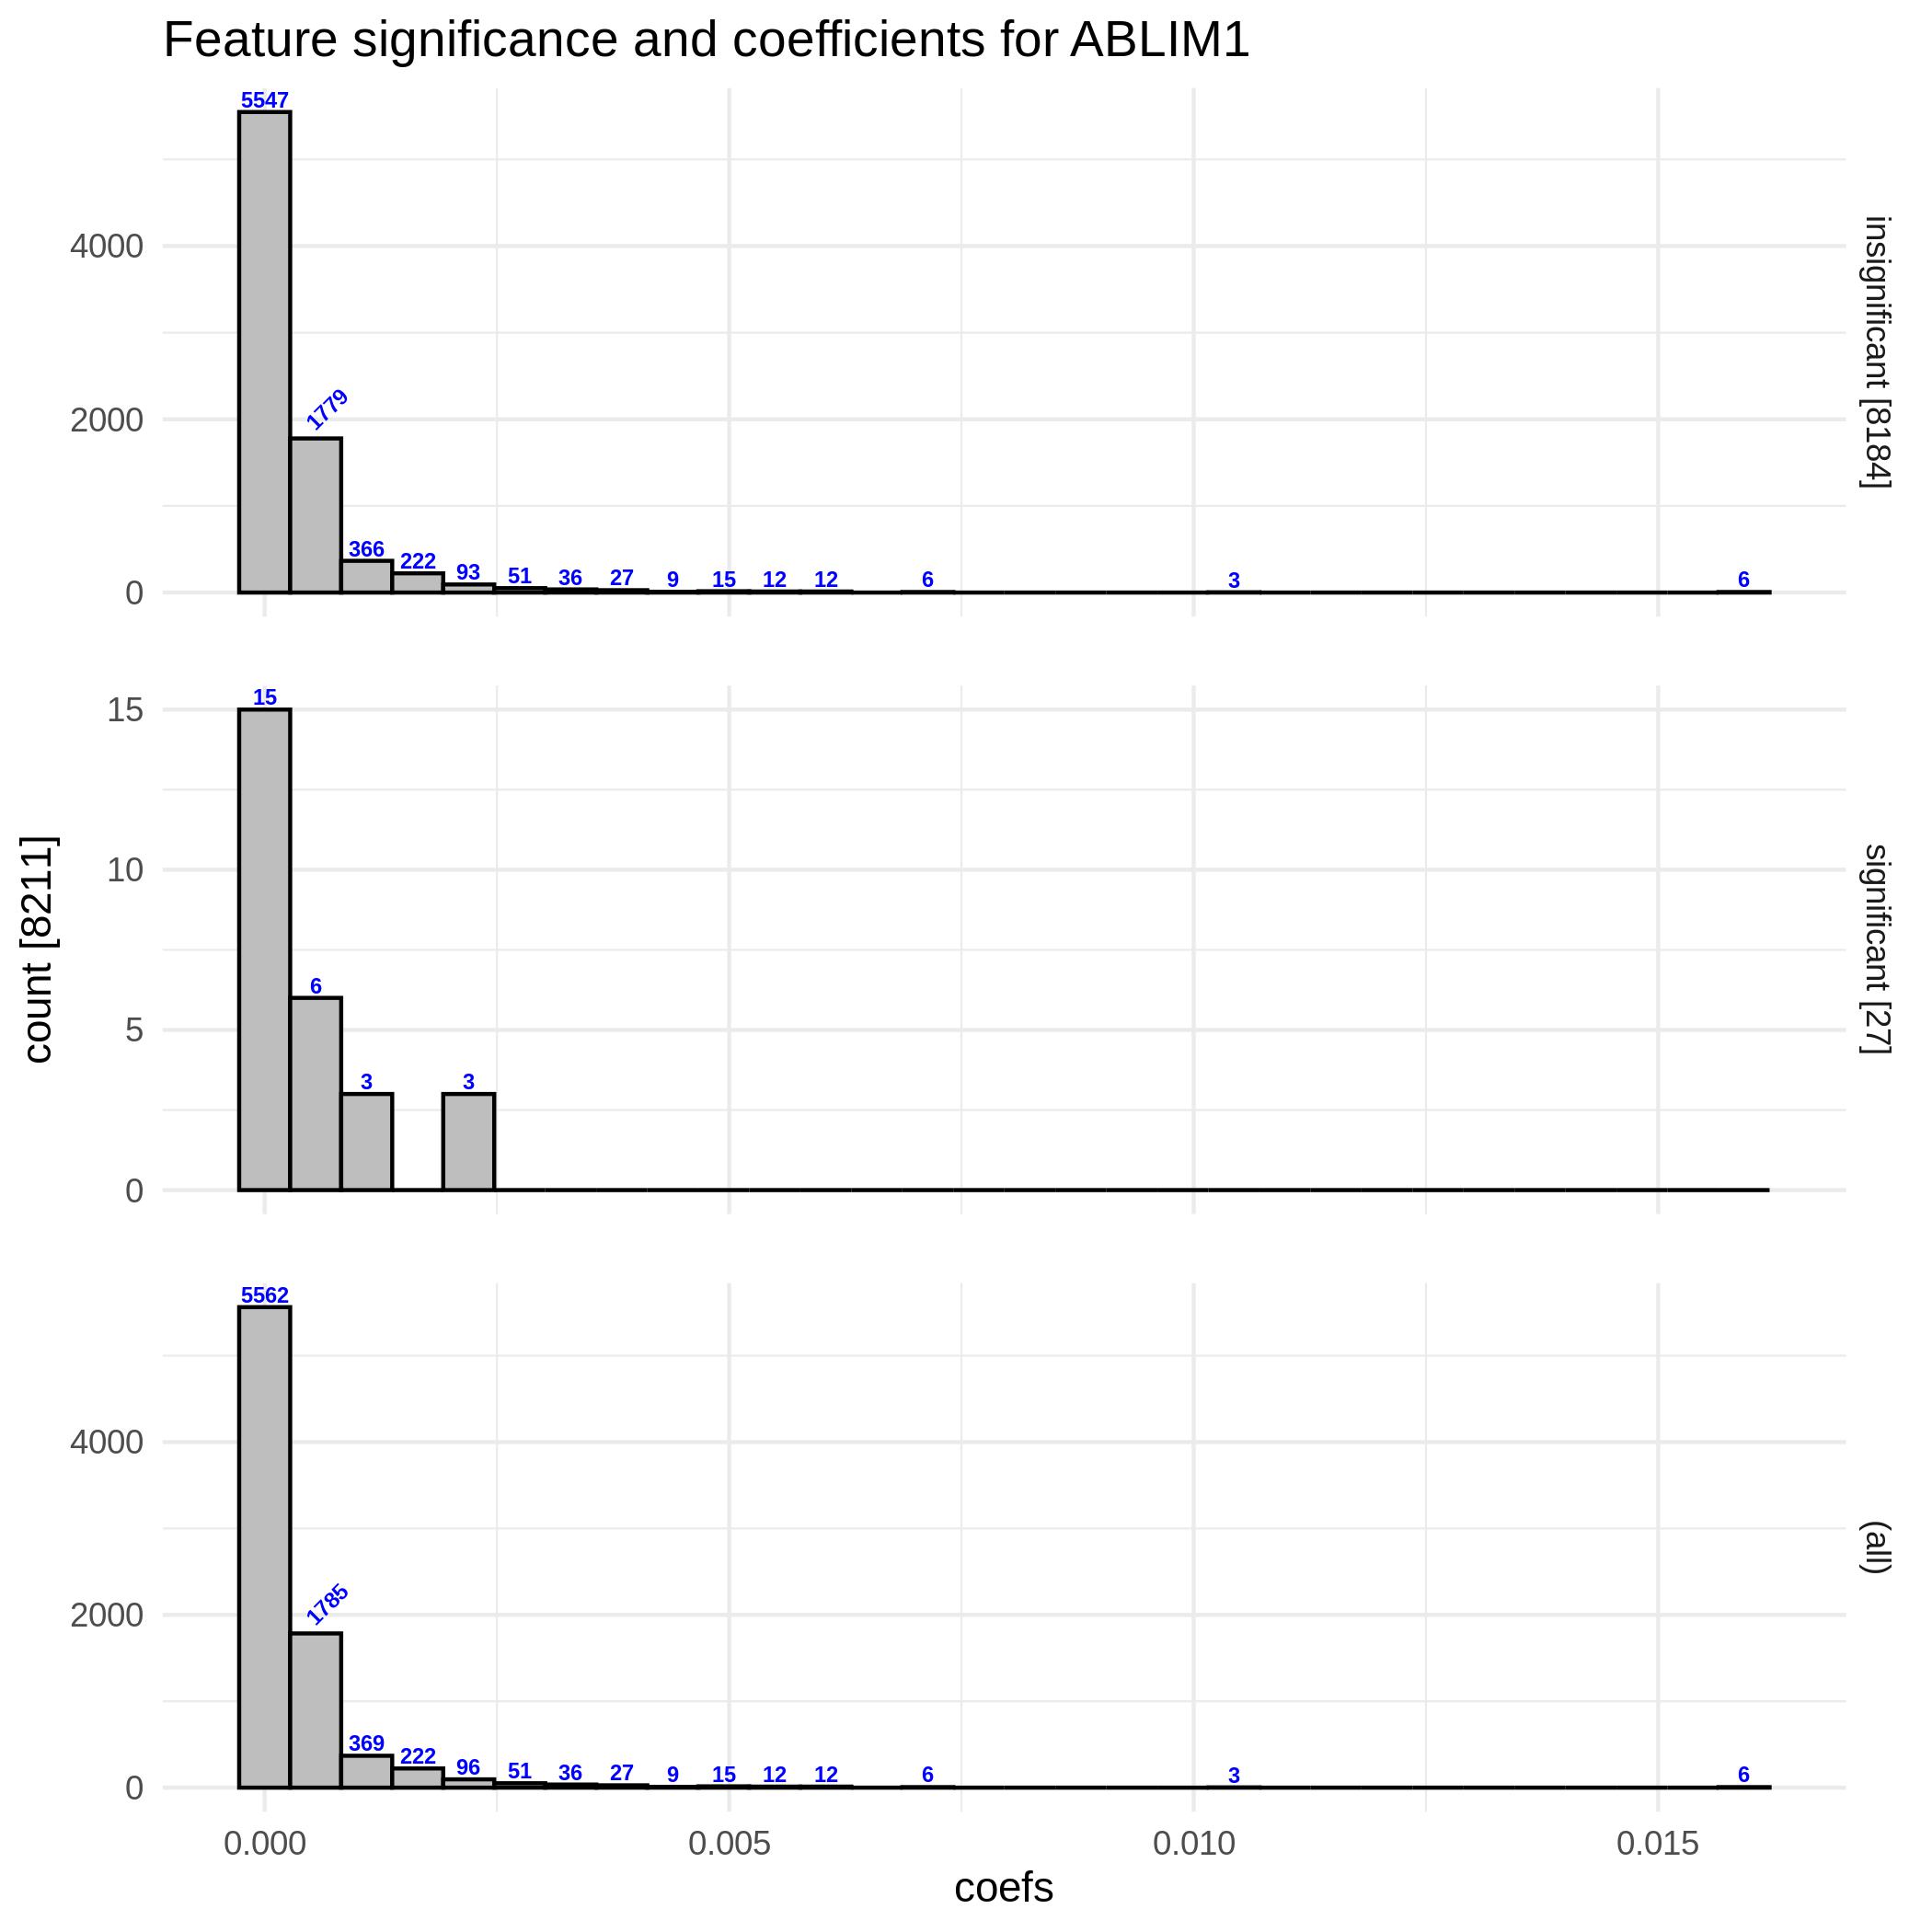 Feature significance and coefficients for ABLIM1
5547
1779
366 222 93 51 36 27 9 15 12 12 6 3 6
4000
2000
0
insignificant [8184]
15
6
3 3
15
10
5
0
count [8211]
significant [27]
5562
1785
369 222 96 51 36 27 9 15 12 12 6 3 6
4000
2000
0
(all)
0.000 0.005 0.010 0.015
coefs